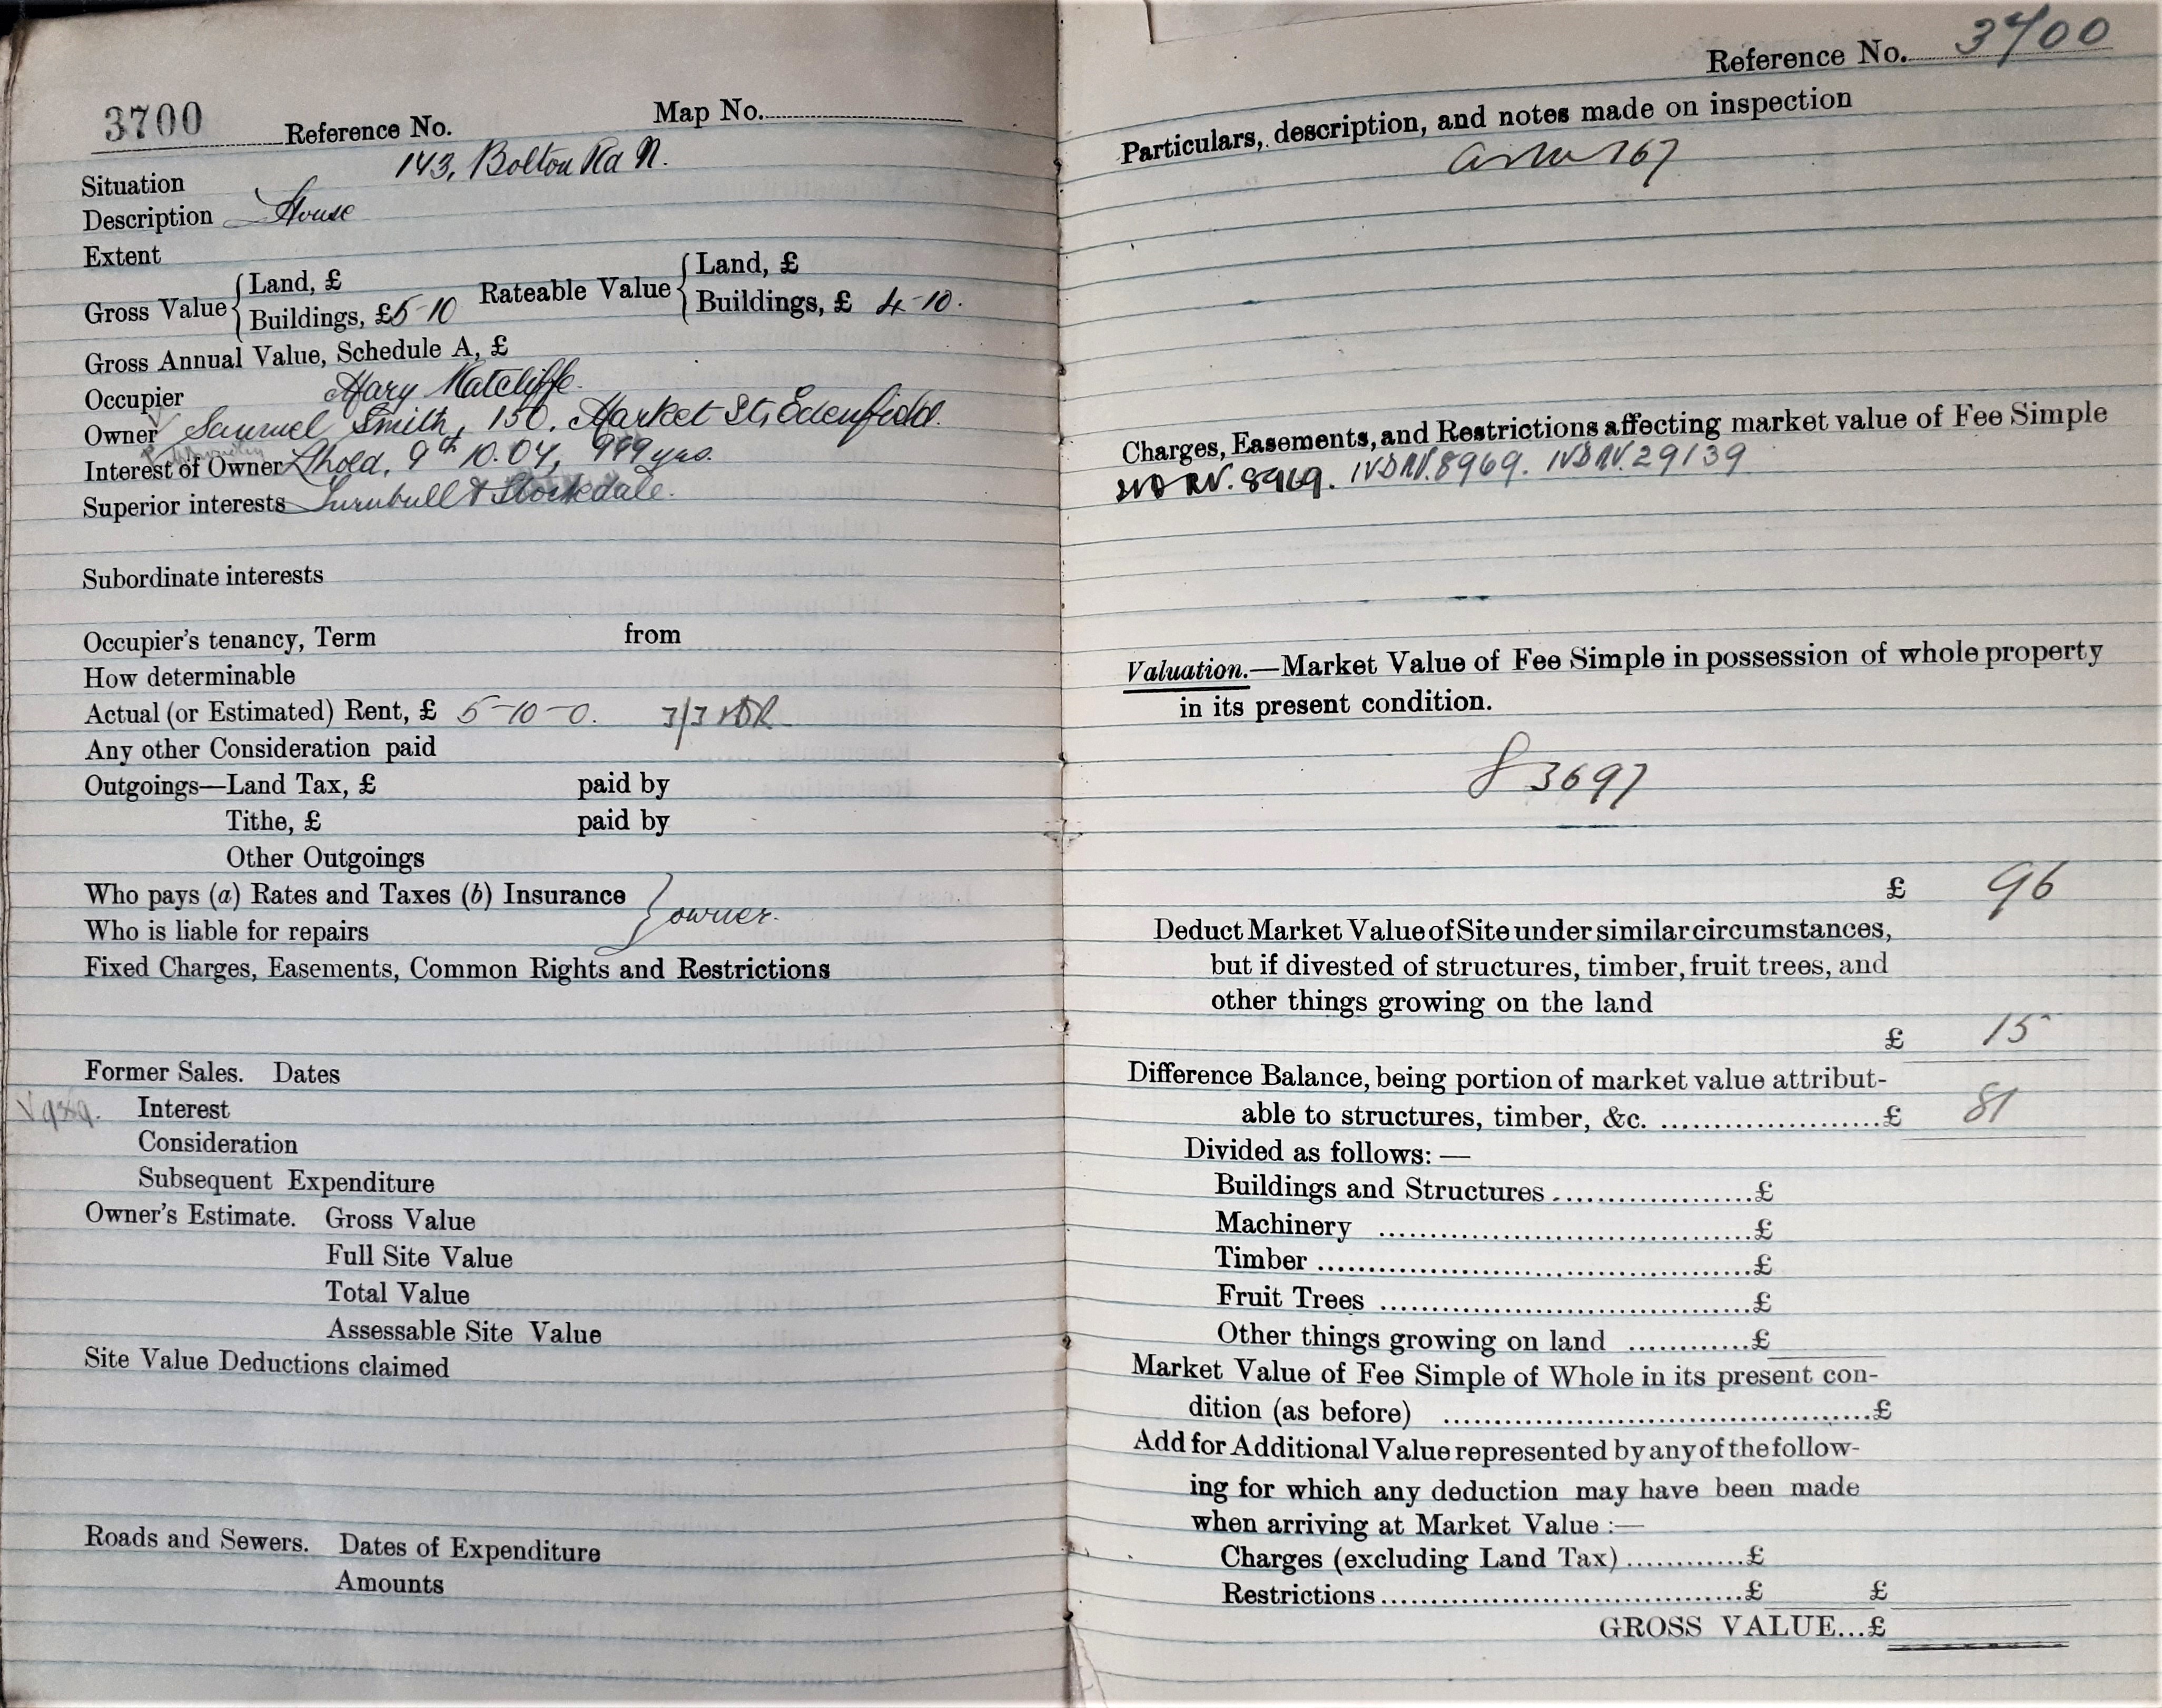 3700 Reference No. Map No.
Situation 143, Bolton Rd N.
Description House
Extent
Gross Value { Land, £ Rateable Value { Land, £
Buildings, £5-10 Buildings, £ 4-10.
Gross Annual Value, Schedule A, £
Occupier Mary
Owner Samuel Smith, 150, Market St, Edenfield.
Interest of Owner Lhold, 9th 10.04, 999 yrs.
Superior interests Turnbull & Stockdale.
Subordinate interests
Occupier's tenancy, Term from
How determinable
Actual (or Estimated) Rent, £ 5-10-0. 3/3
Any other Consideration paid
Outgoings—Land Tax, £ paid by
Tithe, £ paid by
Other Outgoings
Who pays (a) Rates and Taxes (b) Insurance } owner.
Who is liable for repairs
Fixed Charges, Easements, Common Rights and Restrictions
Former Sales. Dates
Interest
Consideration
Subsequent Expenditure
Owner's Estimate. Gross Value
Full Site Value
Total Value
Assessable Site Value
Site Value Deductions claimed
Roads and Sewers. Dates of Expenditure
Amounts
Reference No. 3700
Particulars, description, and notes made on inspection
167
Charges, Easements, and Restrictions affecting market value of Fee Simple
IVD RV. 8969. IVD RV. 8969. IVD RV. 29139
Valuation.—Market Value of Fee Simple in possession of whole property
in its present condition.
3697
£ 96
Deduct Market Value of Site under similar circumstances,
but if divested of structures, timber, fruit trees, and
other things growing on the land
£ 15
Difference Balance, being portion of market value attribut-
able to structures, timber, &c. ....................£ 81
Divided as follows: —
Buildings and Structures ....................£
Machinery ....................................£
Timber ..........................................£
Fruit Trees ....................................£
Other things growing on land ............£
Market Value of Fee Simple of Whole in its present con-
dition (as before) ..........................................£
Add for Additional Value represented by any of the follow-
ing for which any deduction may have been made
when arriving at Market Value :—
Charges (excluding Land Tax) ............£
Restrictions ....................................£ £
GROSS VALUE...£